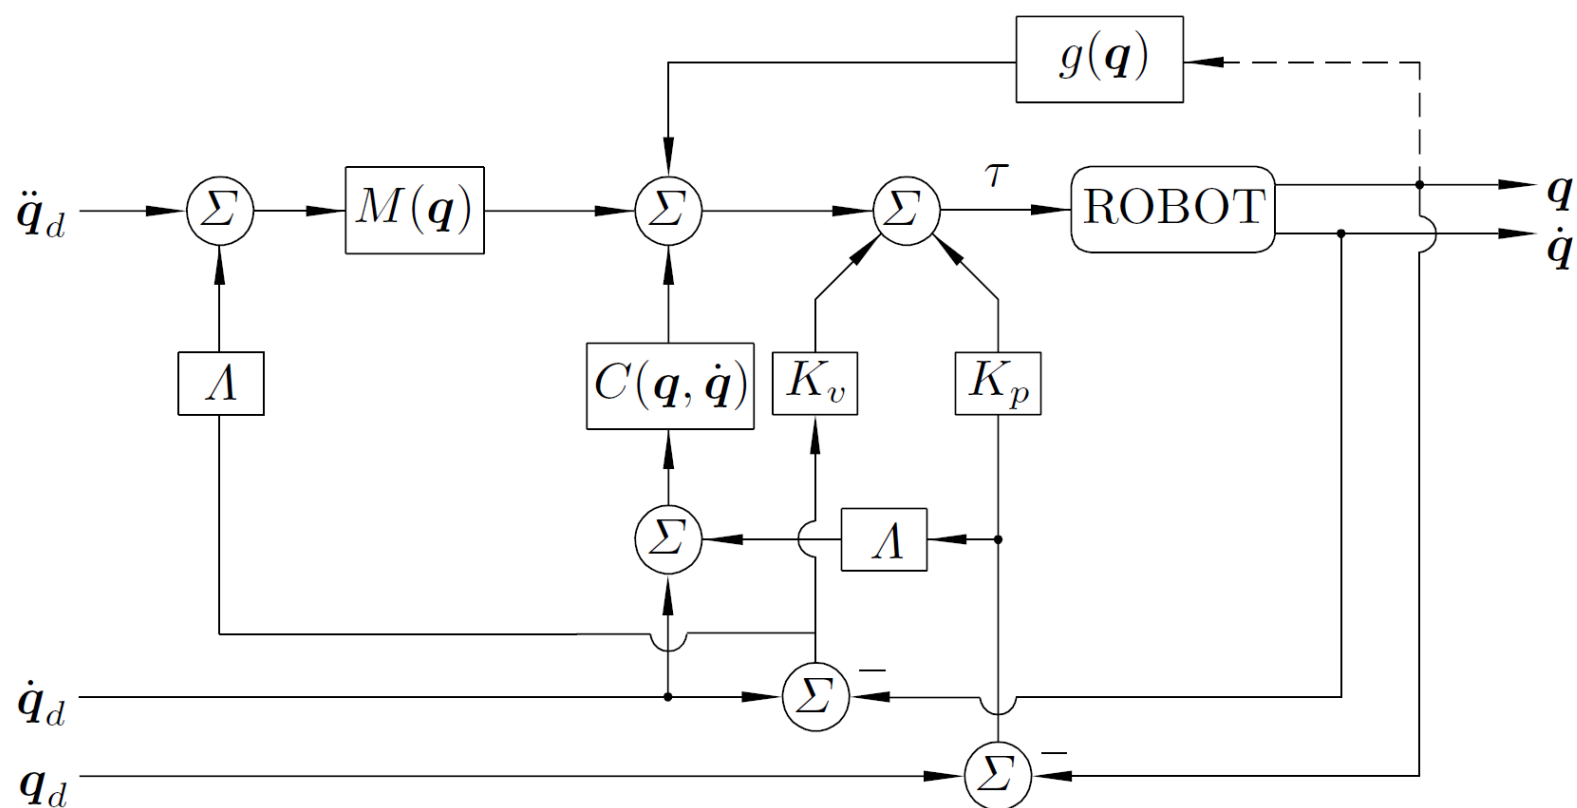 g(q)
τ
q̈_d Σ M(q) Σ Σ ROBOT q
q̇
Λ C(q, q̇) K_v K_p
Σ Λ
−
q̇_d Σ
−
q_d Σ